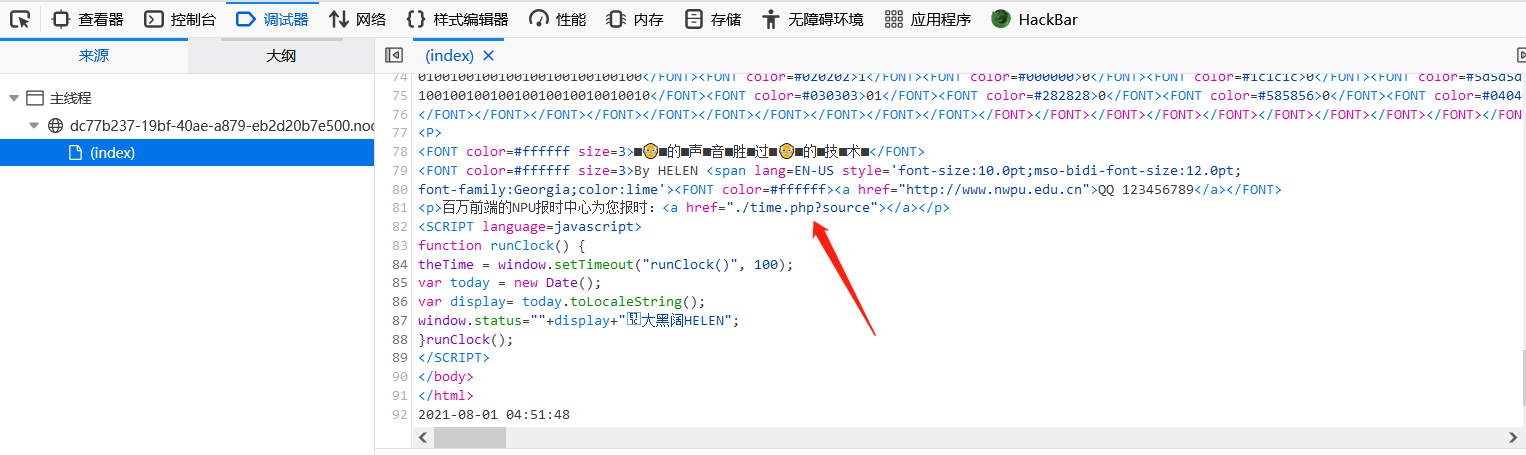 查看器 控制台 调试器 网络 样式编辑器 性能 内存 存储 无障碍环境 应用程序 HackBar
来源 大纲 (index)
主线程
dc77b237-19bf-40ae-a879-eb2d20b7e500.noc
(index)
74 0100100100100100100100100100</FONT><FONT color=#020202>1</FONT><FONT color=#000000>0</FONT><FONT color=#1c1c1c>0</FONT><FONT color=#5d5d5d
75 10010010010010010010010010010</FONT><FONT color=#030303>01</FONT><FONT color=#282828>0</FONT><FONT color=#585856>0</FONT><FONT color=#0404
76 </FONT></FONT></FONT></FONT></FONT></FONT></FONT></FONT></FONT></FONT></FONT></FONT></FONT></FONT></FONT></FON
77 <P>
78 <FONT color=#ffffff size=3>■😳■的■声■音■胜■过■😳■的■技■术■</FONT>
79 <FONT color=#ffffff size=3>By HELEN <span lang=EN-US style='font-size:10.0pt;mso-bidi-font-size:12.0pt;
80 font-family:Georgia;color:lime'><FONT color=#ffffff><a href="http://www.nwpu.edu.cn">QQ 123456789</a></FONT>
81 <p>百万前端的NPU报时中心为您报时：<a href="./time.php?source"></a></p>
82 <SCRIPT language=javascript>
83 function runClock() {
84 theTime = window.setTimeout("runClock()", 100);
85 var today = new Date();
86 var display= today.toLocaleString();
87 window.status=""+display+"大黑阔HELEN";
88 }runClock();
89 </SCRIPT>
90 </body>
91 </html>
92 2021-08-01 04:51:48